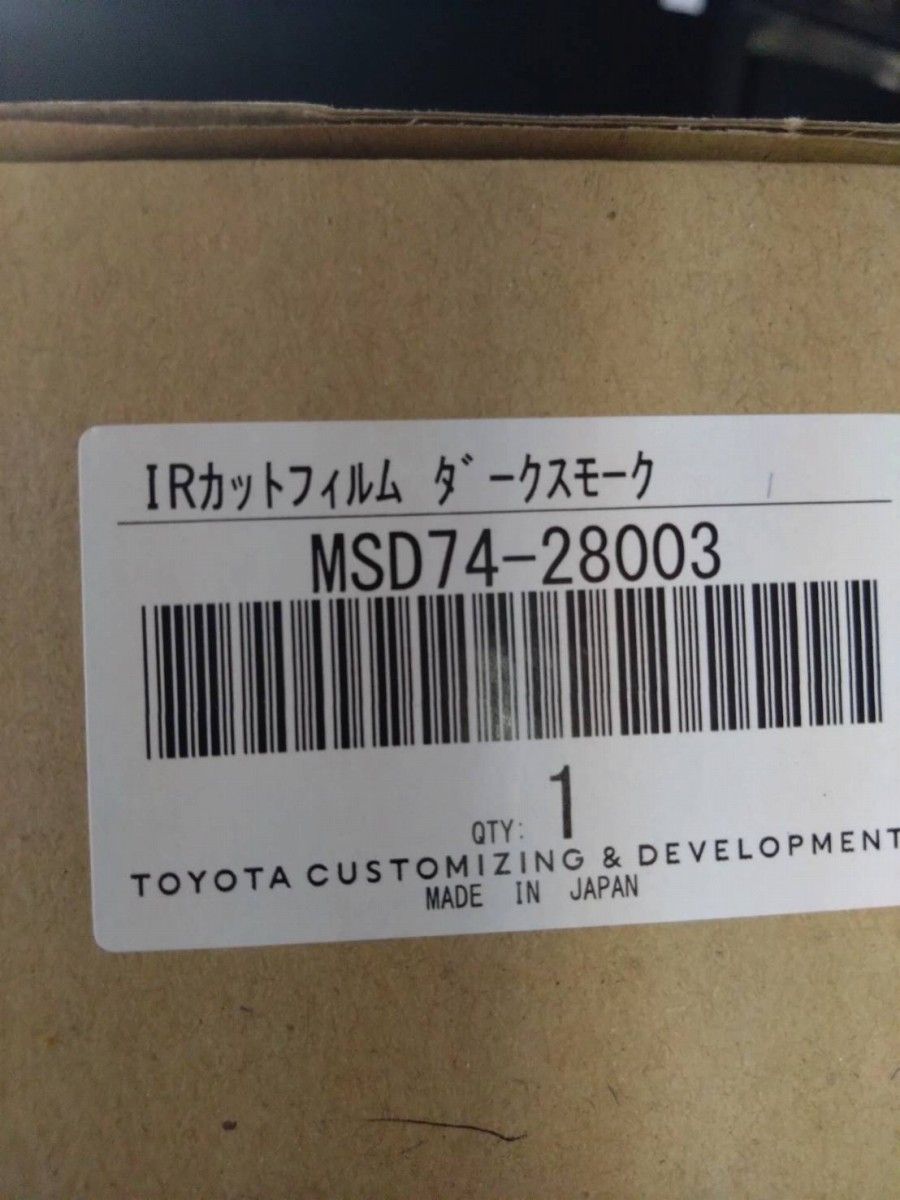 IRカットフィルム ダークスモーク
MSD74-28003
QTY: 1
TOYOTA CUSTOMIZING & DEVELOPMENT
MADE IN JAPAN